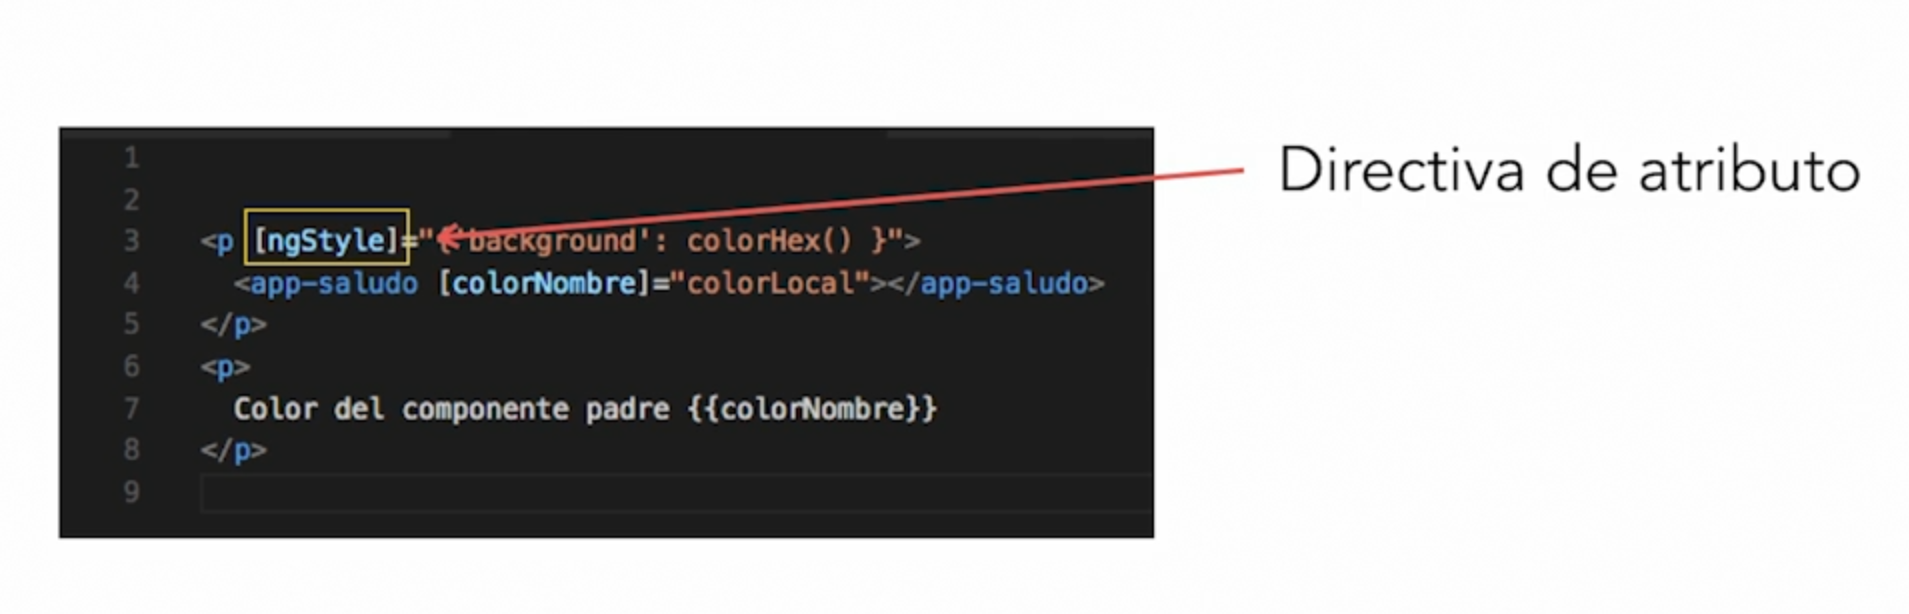 1
2
3 <p [ngStyle]="{ 'background': colorHex() }">
4 <app-saludo [colorNombre]="colorLocal"></app-saludo>
5 </p>
6 <p>
7 Color del componente padre {{colorNombre}}
8 </p>
9
Directiva de atributo